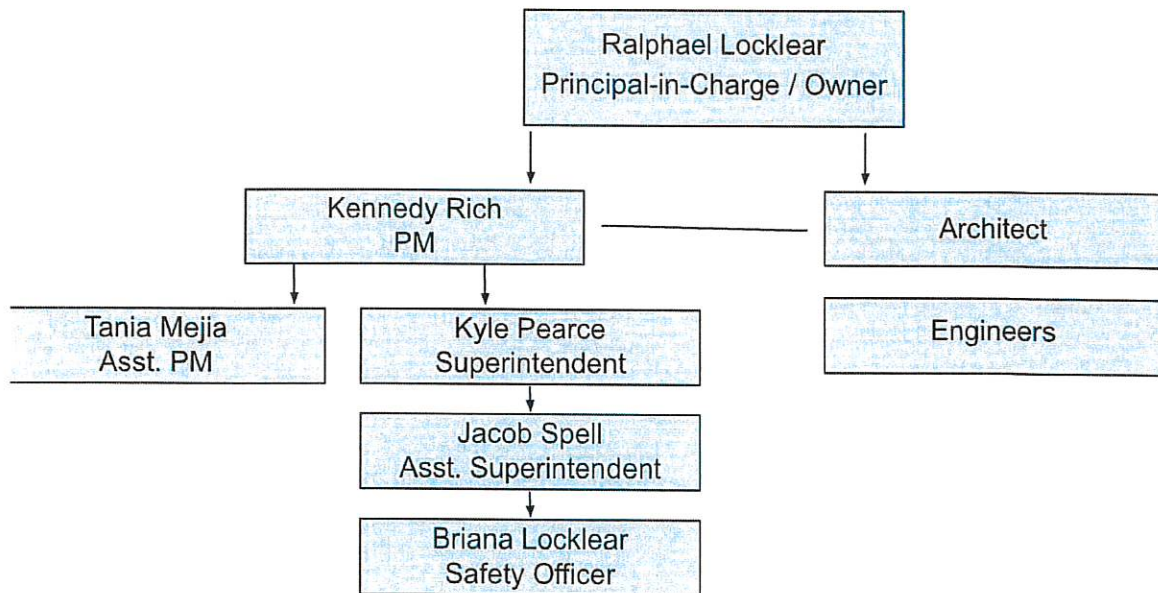 Ralphael Locklear
Principal-in-Charge / Owner
Kennedy Rich
PM
Architect
Tania Mejia
Asst. PM
Kyle Pearce
Superintendent
Engineers
Jacob Spell
Asst. Superintendent
Briana Locklear
Safety Officer